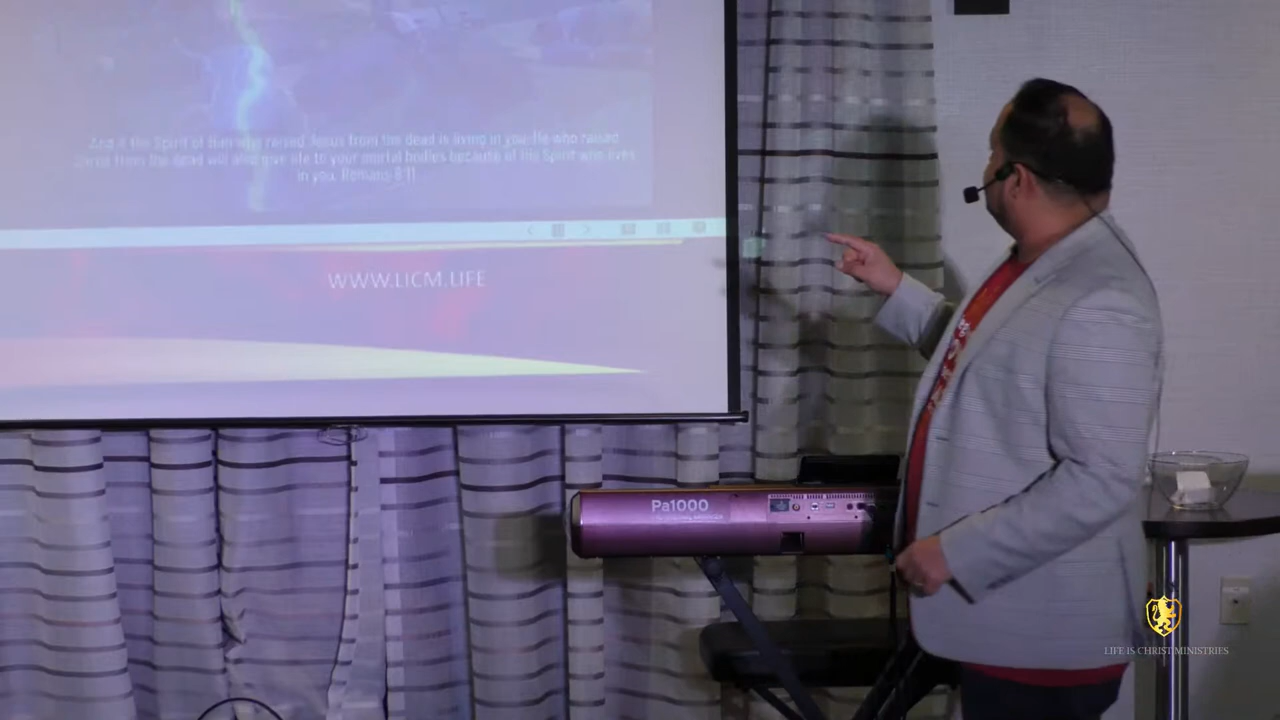 And if the Spirit of Him who raised Jesus from the dead is living in you, He who raised
from the dead will also give life to your mortal bodies because of his Spirit who lives
in you. Romans 8:11
WWW.LICM.LIFE
Pa1000
LIFE IS CHRIST MINISTRIES